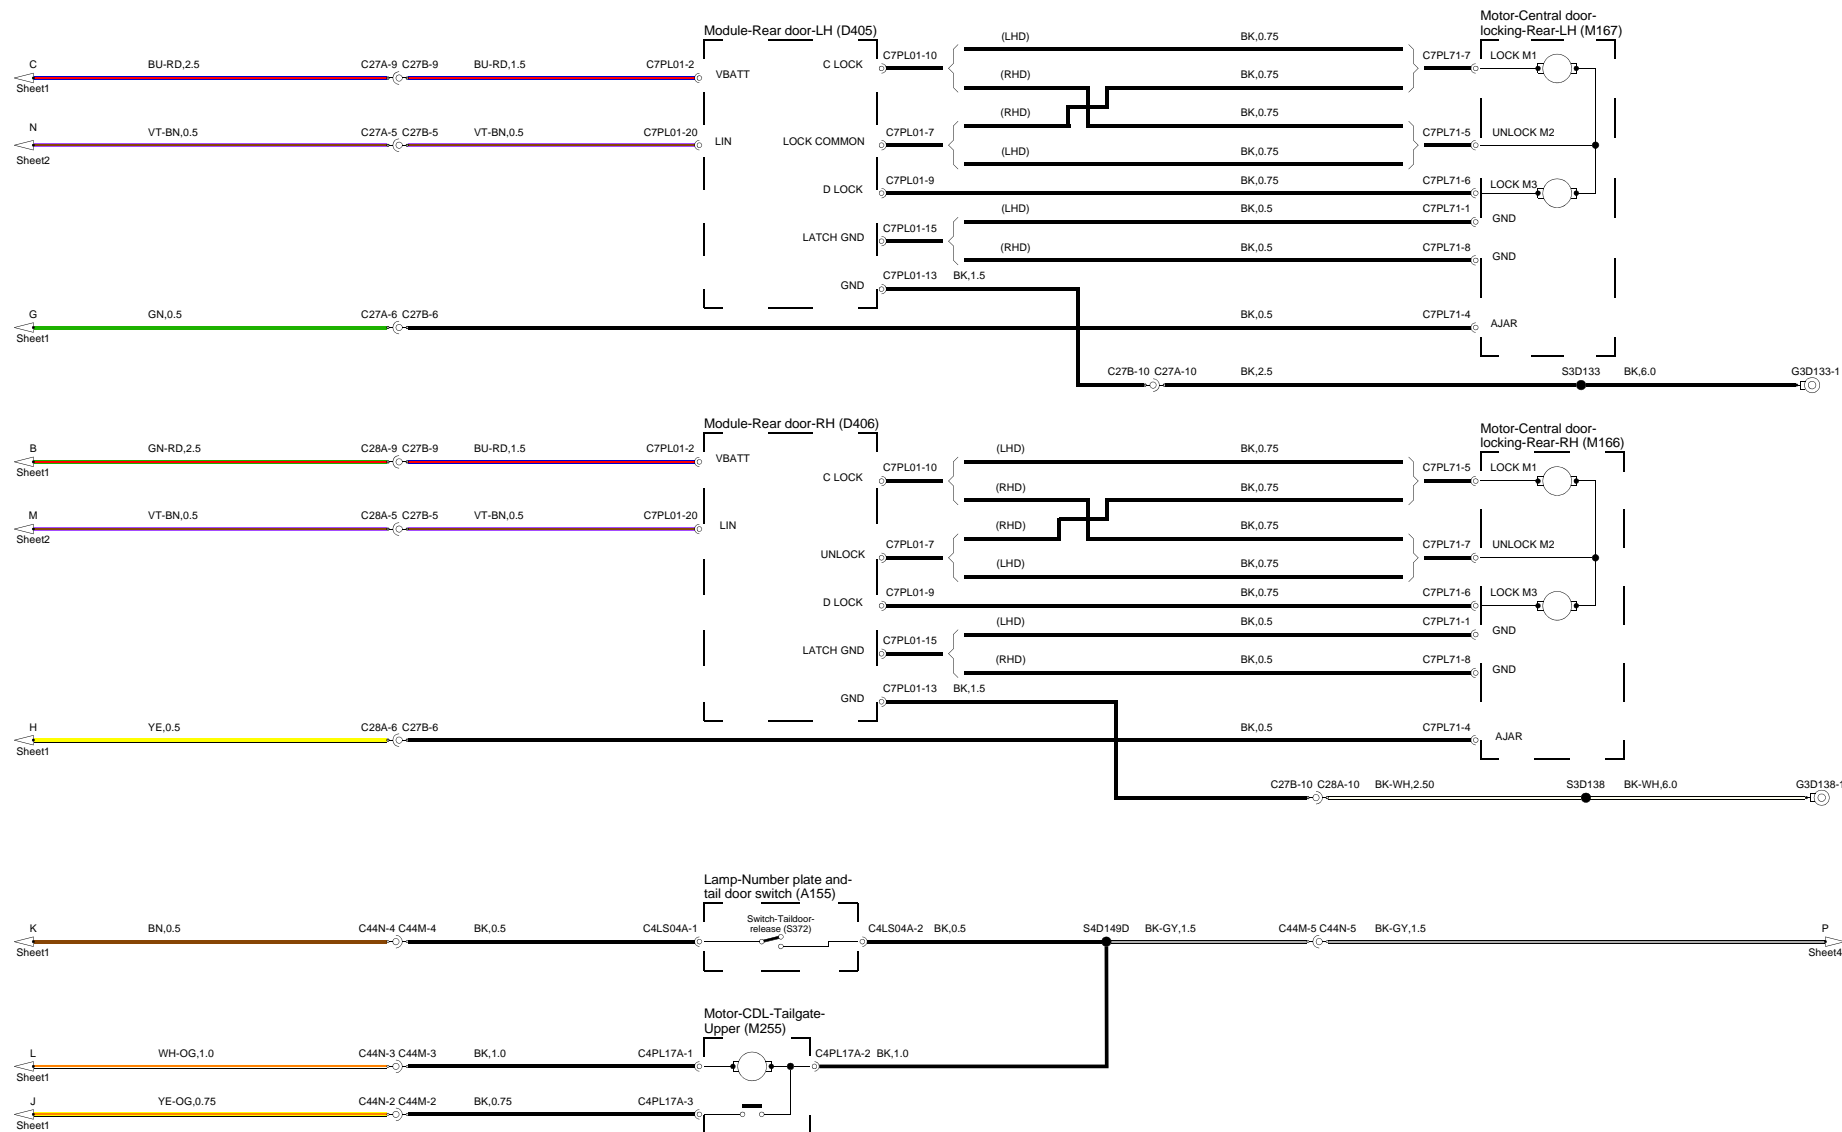 Module-Rear door-LH (D405)
Motor-Central door-
locking-Rear-LH (M167)
C
BU-RD,2.5
C27A-9 C27B-9
BU-RD,1.5
C7PL01-2
VBATT
Sheet1
C LOCK
C7PL01-10
(LHD)
BK,0.75
C7PL71-7
LOCK M1
(RHD)
BK,0.75
N
VT-BN,0.5
C27A-5 C27B-5
VT-BN,0.5
C7PL01-20
LIN
Sheet2
LOCK COMMON
C7PL01-7
(RHD)
BK,0.75
C7PL71-5
UNLOCK M2
(LHD)
BK,0.75
D LOCK
C7PL01-9
BK,0.75
C7PL71-6
LOCK M3
LATCH GND
C7PL01-15
(LHD)
BK,0.5
C7PL71-1
GND
(RHD)
BK,0.5
C7PL71-8
GND
GND
C7PL01-13
BK,1.5
G
GN,0.5
C27A-6 C27B-6
BK,0.5
C7PL71-4
AJAR
Sheet1
C27B-10 C27A-10
BK,2.5
S3D133
BK,6.0
G3D133-1
Module-Rear door-RH (D406)
Motor-Central door-
locking-Rear-RH (M166)
B
GN-RD,2.5
C28A-9 C27B-9
BU-RD,1.5
C7PL01-2
VBATT
Sheet1
C LOCK
C7PL01-10
(LHD)
BK,0.75
C7PL71-5
LOCK M1
(RHD)
BK,0.75
M
VT-BN,0.5
C28A-5 C27B-5
VT-BN,0.5
C7PL01-20
LIN
Sheet2
UNLOCK
C7PL01-7
(RHD)
BK,0.75
C7PL71-7
UNLOCK M2
(LHD)
BK,0.75
D LOCK
C7PL01-9
BK,0.75
C7PL71-6
LOCK M3
LATCH GND
C7PL01-15
(LHD)
BK,0.5
C7PL71-1
GND
(RHD)
BK,0.5
C7PL71-8
GND
GND
C7PL01-13
BK,1.5
H
YE,0.5
C28A-6 C27B-6
BK,0.5
C7PL71-4
AJAR
Sheet1
C27B-10 C28A-10
BK-WH,2.50
S3D138
BK-WH,6.0
G3D138-1
Lamp-Number plate and-
tail door switch (A155)
Switch-Taildoor-
release (S372)
K
BN,0.5
C44N-4 C44M-4
BK,0.5
C4LS04A-1
C4LS04A-2
BK,0.5
S4D149D
BK-GY,1.5
C44M-5 C44N-5
BK-GY,1.5
P
Sheet1
Sheet4
Motor-CDL-Tailgate-
Upper (M255)
L
WH-OG,1.0
C44N-3 C44M-3
BK,1.0
C4PL17A-1
C4PL17A-2
BK,1.0
Sheet1
J
YE-OG,0.75
C44N-2 C44M-2
BK,0.75
C4PL17A-3
Sheet1